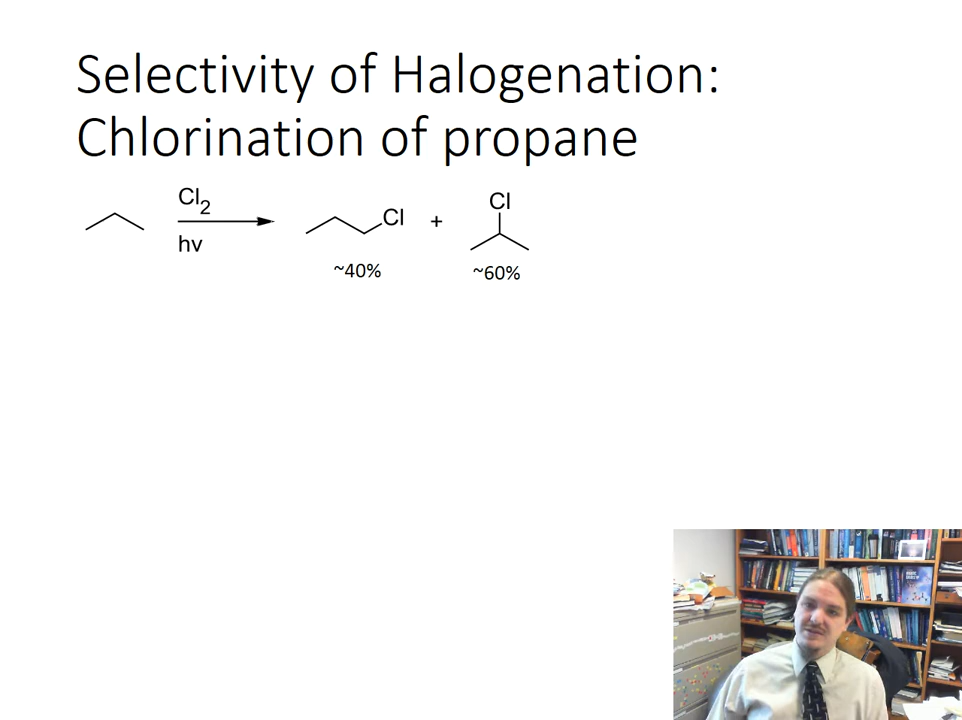 Selectivity of Halogenation:
Chlorination of propane
Cl2
hv
Cl
+
Cl
~40%
~60%